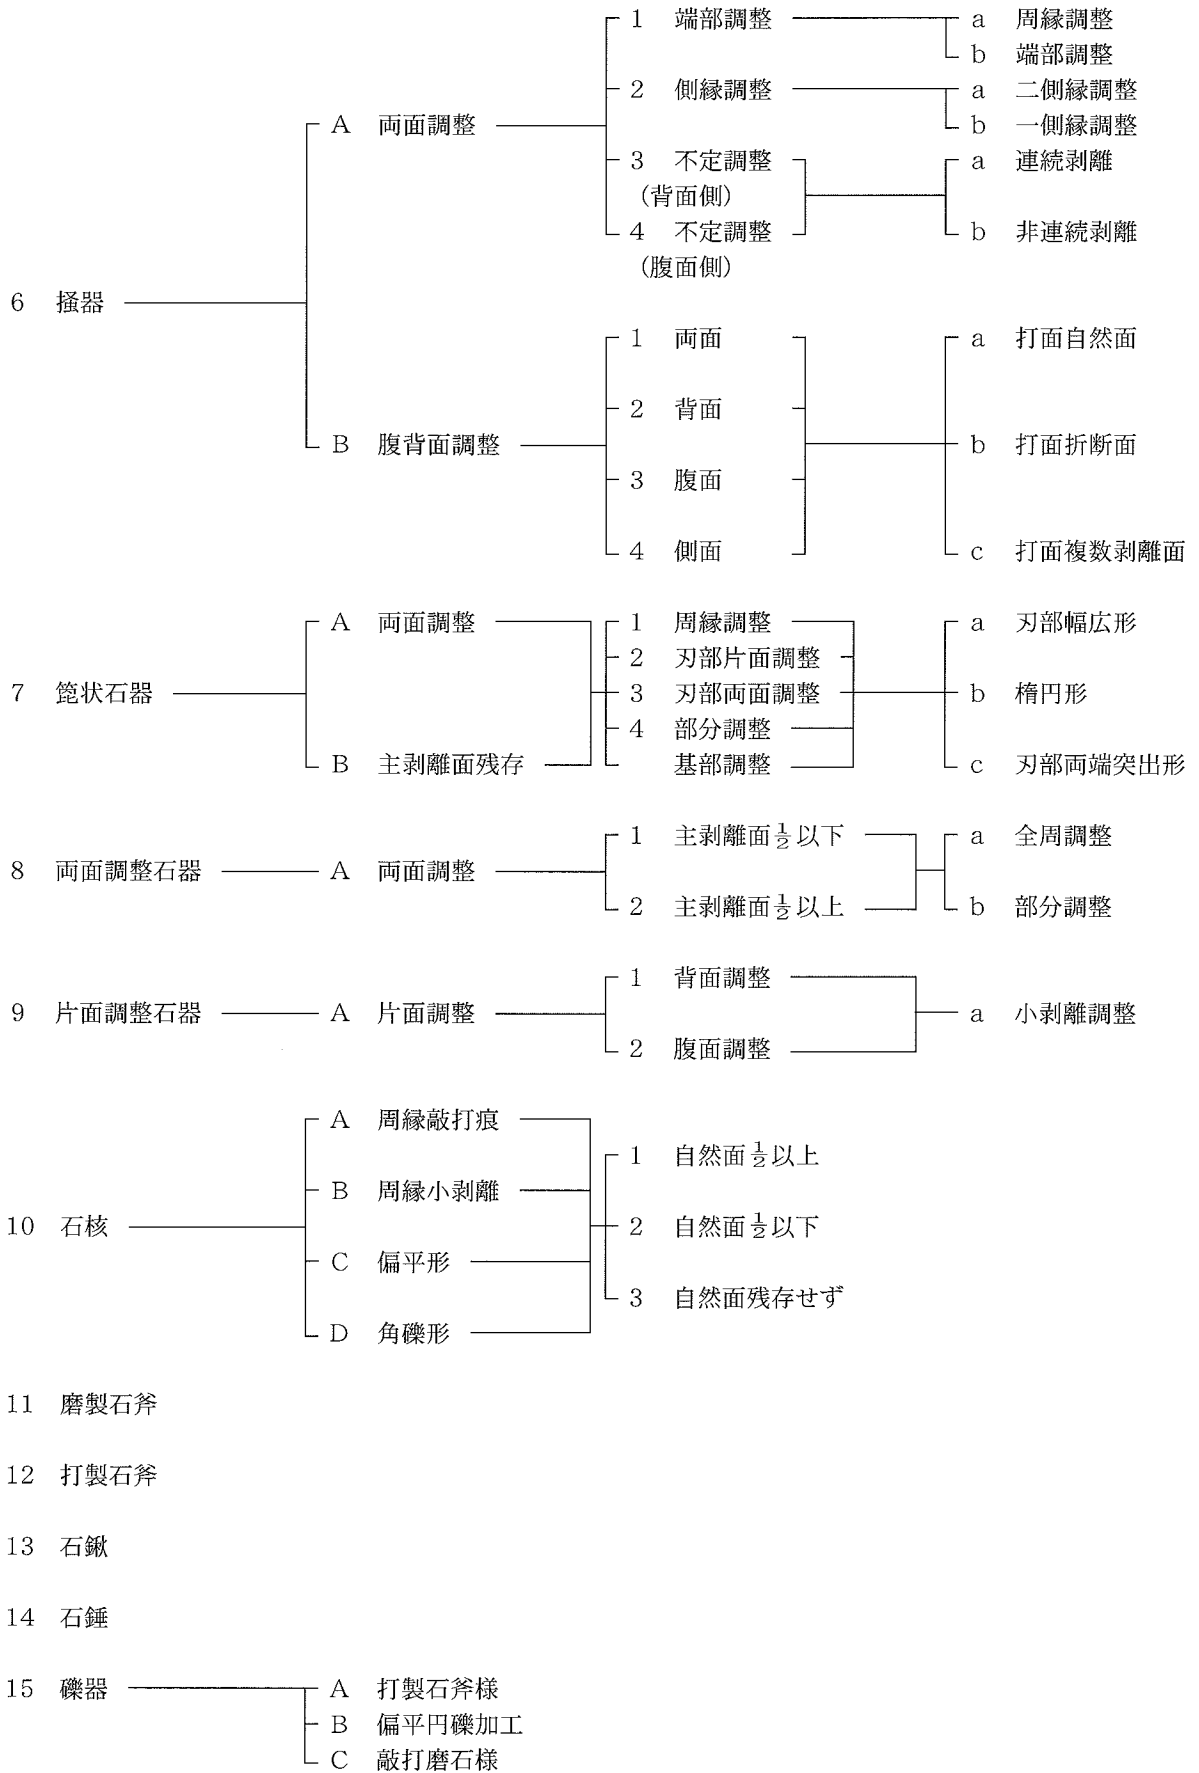 1 端部調整 a 周縁調整
b 端部調整
2 側縁調整 a 二側縁調整
A 両面調整 b 一側縁調整
3 不定調整 a 連続剥離
(背面側)
4 不定調整 b 非連続剥離
(腹面側)
6 掻器
1 両面 a 打面自然面
2 背面
B 腹背面調整 b 打面折断面
3 腹面
4 側面 c 打面複数剥離面
A 両面調整 1 周縁調整 a 刃部幅広形
2 刃部片面調整
7 箆状石器 3 刃部両面調整 b 楕円形
4 部分調整
B 主剥離面残存 基部調整 c 刃部両端突出形
1 主剥離面½以下 a 全周調整
8 両面調整石器 A 両面調整
2 主剥離面½以上 b 部分調整
1 背面調整
9 片面調整石器 A 片面調整 a 小剥離調整
2 腹面調整
A 周縁敲打痕
1 自然面½以上
B 周縁小剥離
10 石核 2 自然面½以下
C 偏平形
3 自然面残存せず
D 角礫形
11 磨製石斧
12 打製石斧
13 石鍬
14 石錘
15 礫器 A 打製石斧様
B 偏平円礫加工
C 敲打磨石様